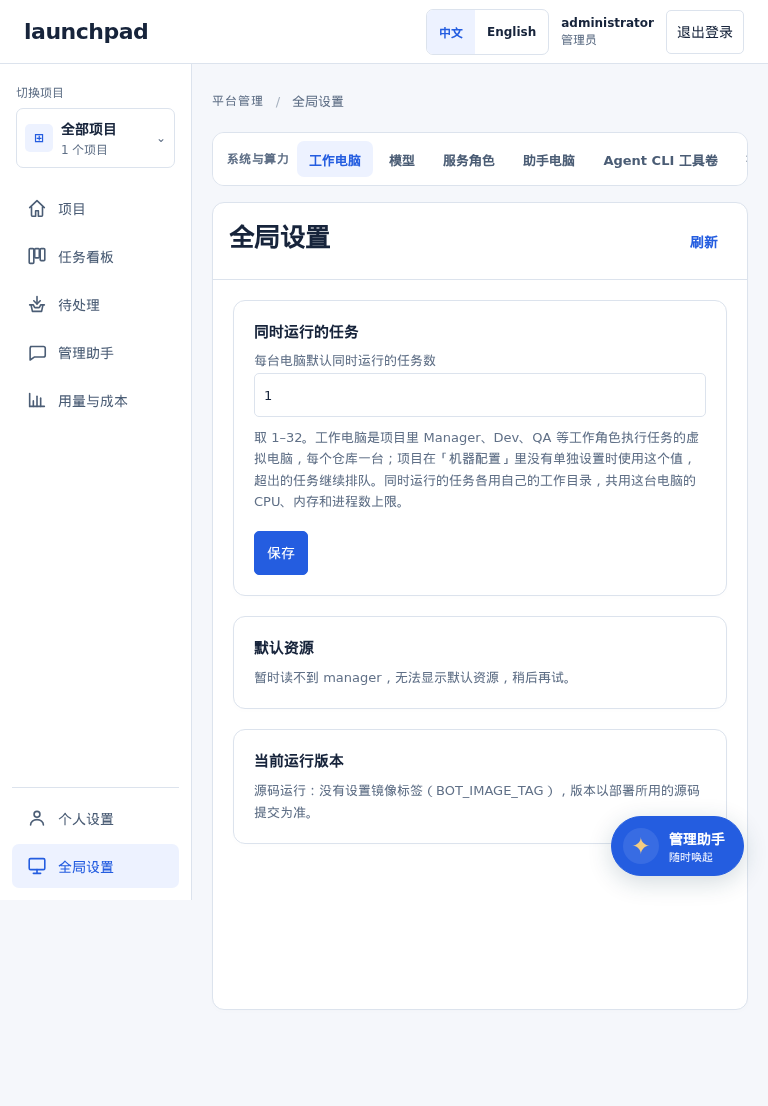 launchpad
中文 English
administrator
管理员
退出登录
切换项目
全部项目
1 个项目
项目
任务看板
待处理
管理助手
用量与成本
个人设置
全局设置
平台管理 / 全局设置
系统与算力 工作电脑 模型 服务角色 助手电脑 Agent CLI 工具卷
全局设置
刷新
同时运行的任务
每台电脑默认同时运行的任务数
1
取 1–32。工作电脑是项目里 Manager、Dev、QA 等工作角色执行任务的虚
拟电脑，每个仓库一台；项目在「机器配置」里没有单独设置时使用这个值，
超出的任务继续排队。同时运行的任务各用自己的工作目录，共用这台电脑的
CPU、内存和进程数上限。
保存
默认资源
暂时读不到 manager，无法显示默认资源，稍后再试。
当前运行版本
源码运行：没有设置镜像标签（BOT_IMAGE_TAG），版本以部署所用的源码
提交为准。
管理助手
随时唤起